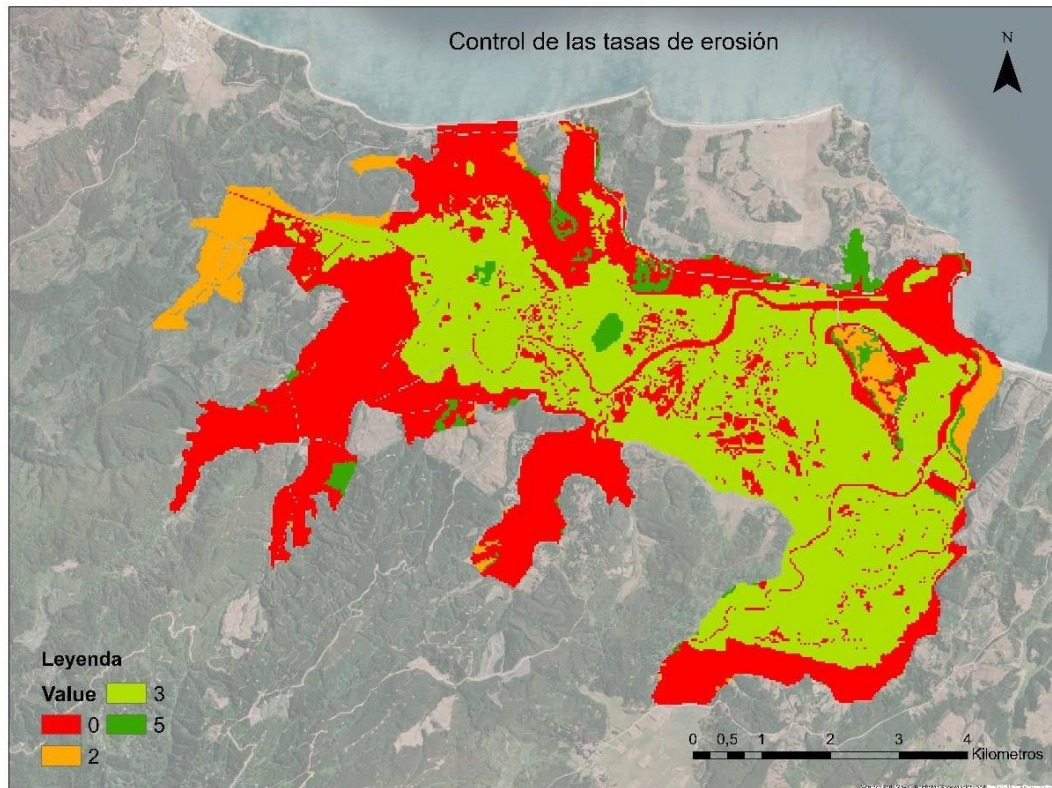 Control de las tasas de erosión
N
Leyenda
Value
3
0
5
2
0 0,5 1 2 3 4
Kilometros